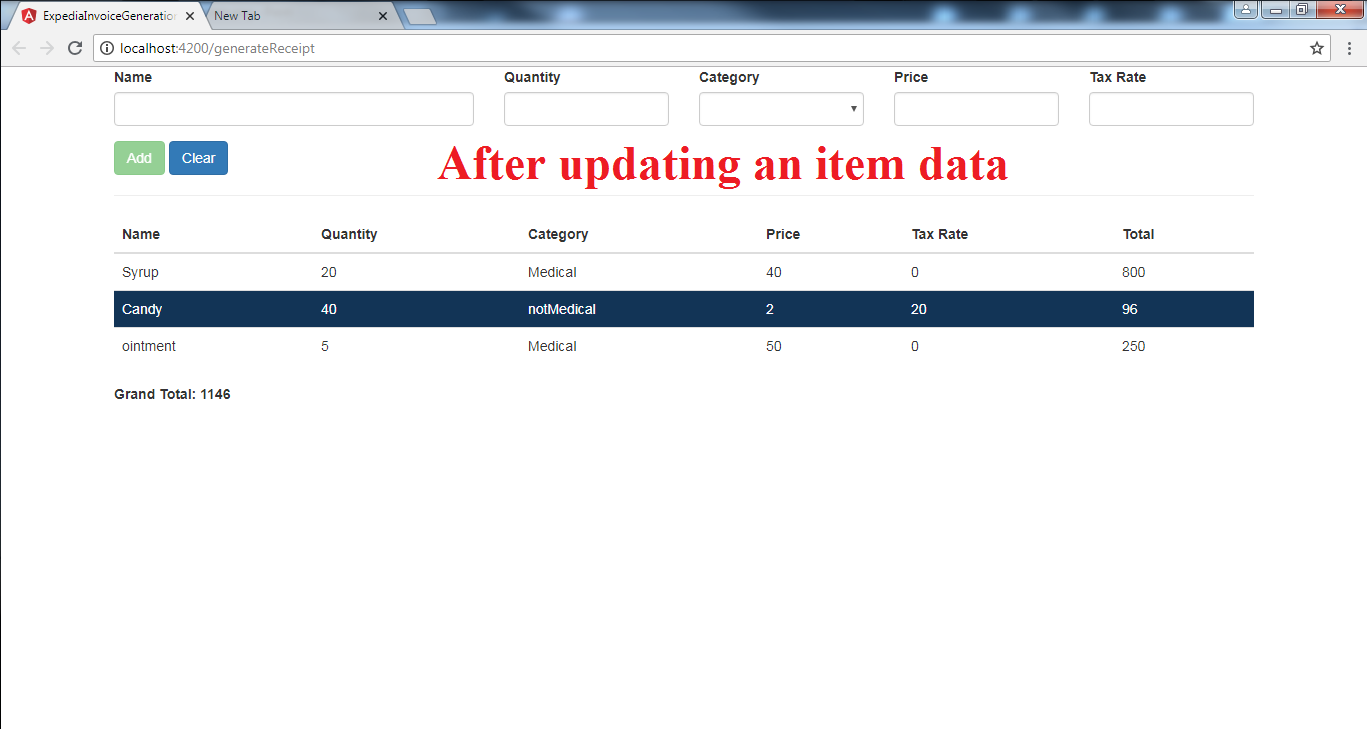 ExpediaInvoiceGeneration New Tab
localhost:4200/generateReceipt
Name Quantity Category Price Tax Rate
Add Clear
After updating an item data
Name Quantity Category Price Tax Rate Total
Syrup 20 Medical 40 0 800
Candy 40 notMedical 2 20 96
ointment 5 Medical 50 0 250
Grand Total: 1146